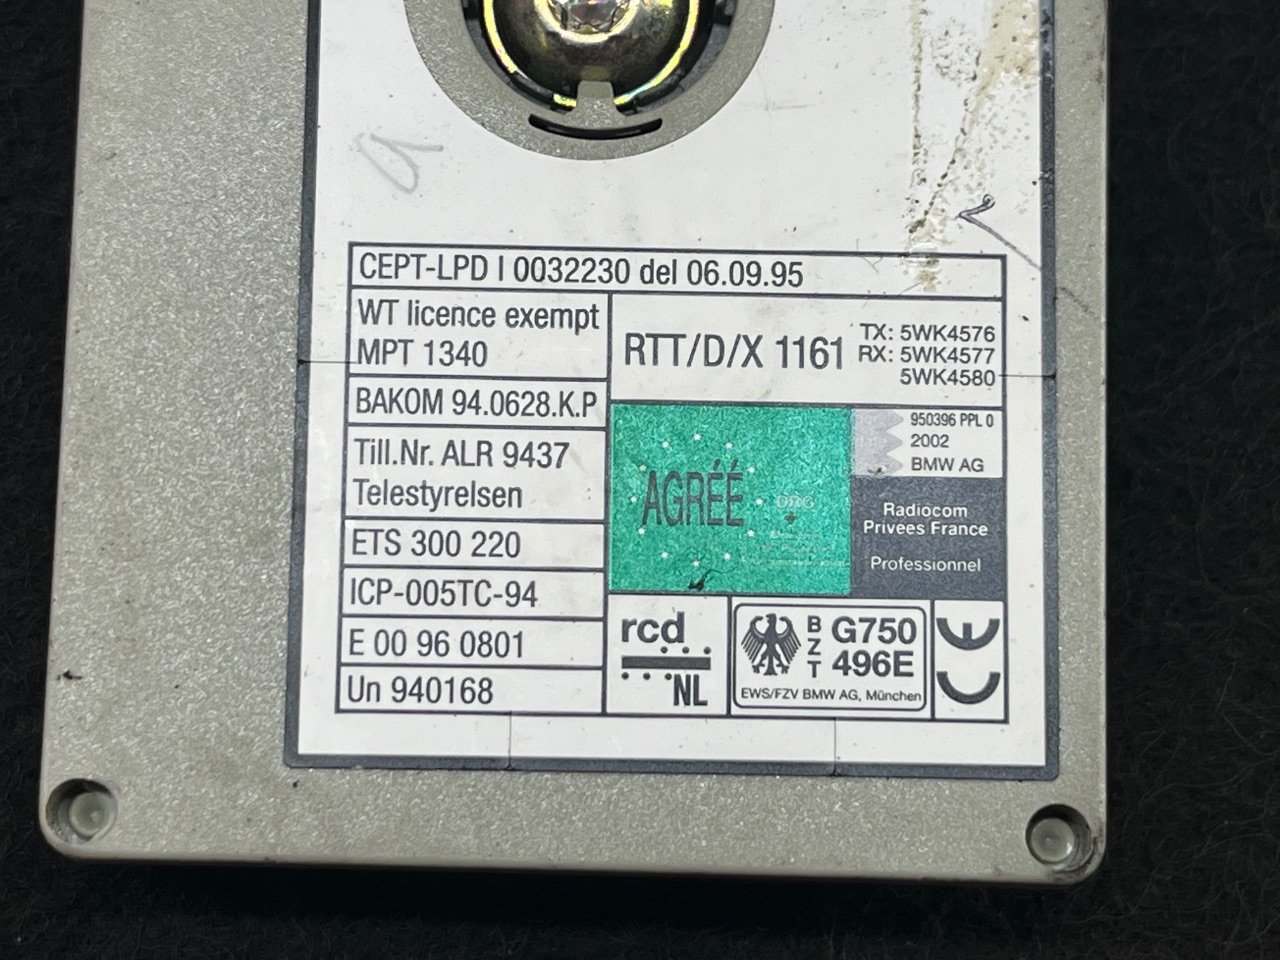 CEPT-LPD I 0032230 del 06.09.95
WT licence exempt
MPT 1340
RTT/D/X 1161
TX: 5WK4576
RX: 5WK4577
5WK4580
BAKOM 94.0628.K.P
Till.Nr. ALR 9437
Telestyrelsen
ETS 300 220
ICP-005TC-94
E 00 96 0801
Un 940168
AGRÉÉ
DRG
950396 PPL 0
2002
BMW AG
Radiocom
Privees France
Professionnel
rcd
NL
BZT
G750
496E
EWS/FZV BMW AG, München
CE